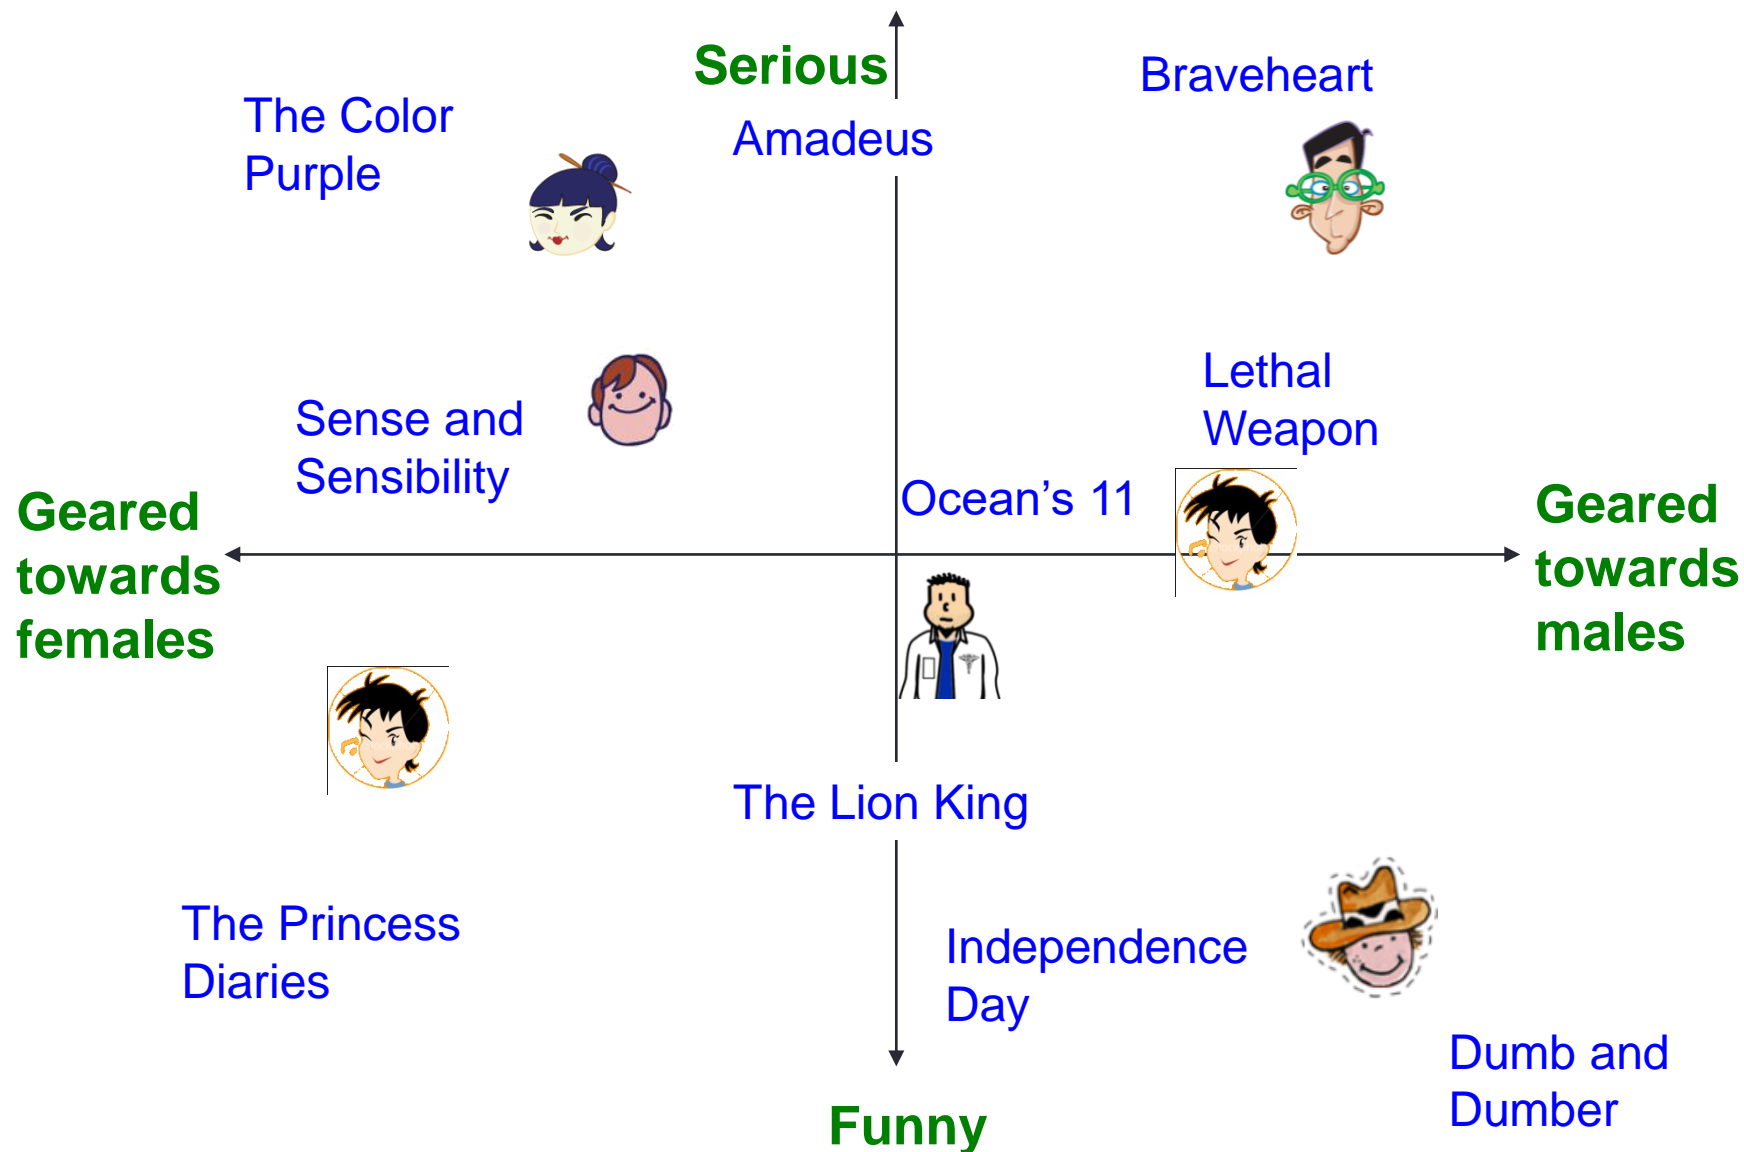 Serious
Braveheart
The Color
Purple
Amadeus
Lethal
Weapon
Sense and
Sensibility
Ocean’s 11
Geared
towards
females
Geared
towards
males
The Lion King
The Princess
Diaries
Independence
Day
Dumb and
Dumber
Funny